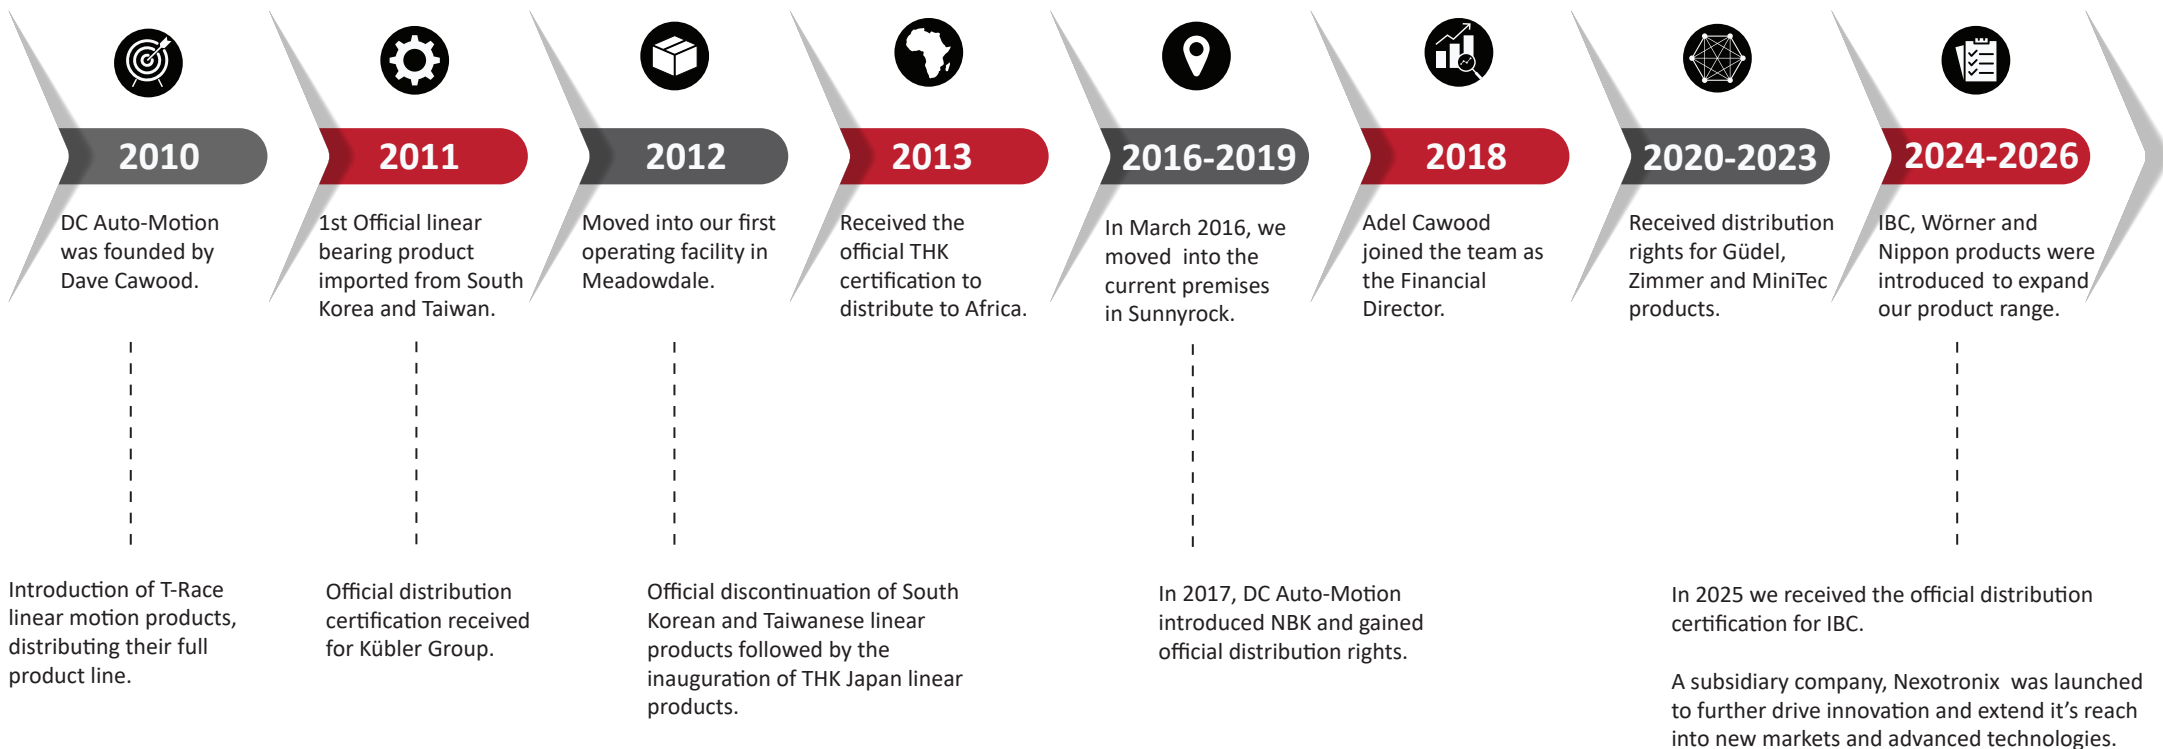 2010
DC Auto-Motion
was founded by
Dave Cawood.
Introduction of T-Race
linear motion products,
distributing their full
product line.
2011
1st Official linear
bearing product
imported from South
Korea and Taiwan.
Official distribution
certification received
for Kübler Group.
2012
Moved into our first
operating facility in
Meadowdale.
Official discontinuation of South
Korean and Taiwanese linear
products followed by the
inauguration of THK Japan linear
products.
2013
Received the
official THK
certification to
distribute to Africa.
2016-2019
In March 2016, we
moved into the
current premises
in Sunnyrock.
In 2017, DC Auto-Motion
introduced NBK and gained
official distribution rights.
2018
Adel Cawood
joined the team as
the Financial
Director.
2020-2023
Received distribution
rights for Güdel,
Zimmer and MiniTec
products.
2024-2026
IBC, Wörner and
Nippon products were
introduced to expand
our product range.
In 2025 we received the official distribution
certification for IBC.
A subsidiary company, Nexotronix was launched
to further drive innovation and extend it's reach
into new markets and advanced technologies.